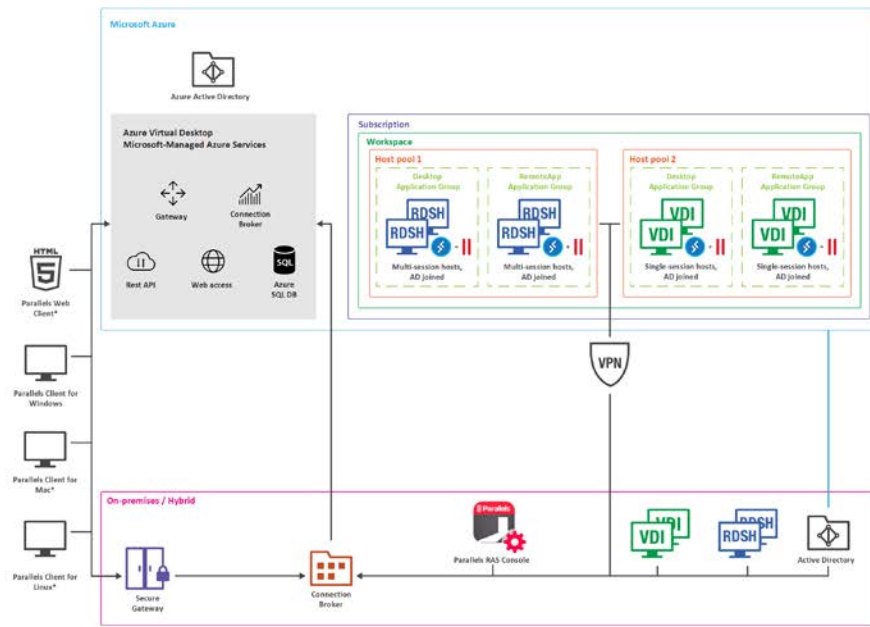 Microsoft Azure
Azure Active Directory
Azure Virtual Desktop
Microsoft-Managed Azure Services
Gateway
Connection
Broker
Rest API
Web access
SQL
Azure
SQL DB
Subscription
Workspace
Host pool 1
Desktop
Application Group
RDSH
RDSH
Multi-session hosts,
AD joined
RemoteApp
Application Group
RDSH
RDSH
Multi-session hosts,
AD joined
Host pool 2
Desktop
Application Group
VDI
VDI
Single-session hosts,
AD joined
RemoteApp
Application Group
VDI
VDI
Single-session hosts,
AD joined
HTML
5
Parallels Web
Client*
Parallels Client for
Windows
Parallels Client for
Mac*
Parallels Client for
Linux*
VPN
On-premises / Hybrid
Secure
Gateway
Connection
Broker
Parallels
Parallels RAS Console
VDI
VDI
RDSH
RDSH
Active Directory